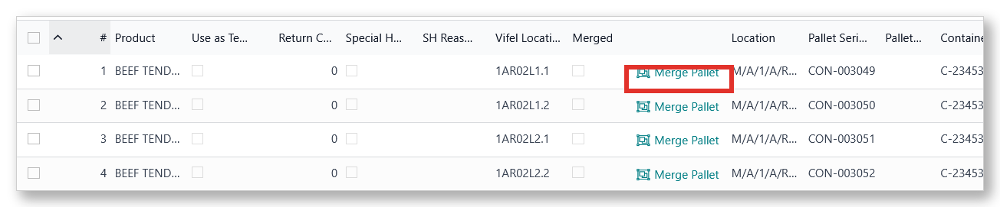 # Product Use as Te... Return C... Special H... SH Reas... Vifel Locati... Merged Location Pallet Seri... Pallet... Containe
1 BEEF TEND... 0 1AR02L1.1 Merge Pallet M/A/1/A/R... CON-003049 C-23453
2 BEEF TEND... 0 1AR02L1.2 Merge Pallet M/A/1/A/R... CON-003050 C-23453
3 BEEF TEND... 0 1AR02L2.1 Merge Pallet M/A/1/A/R... CON-003051 C-23453
4 BEEF TEND... 0 1AR02L2.2 Merge Pallet M/A/1/A/R... CON-003052 C-23453